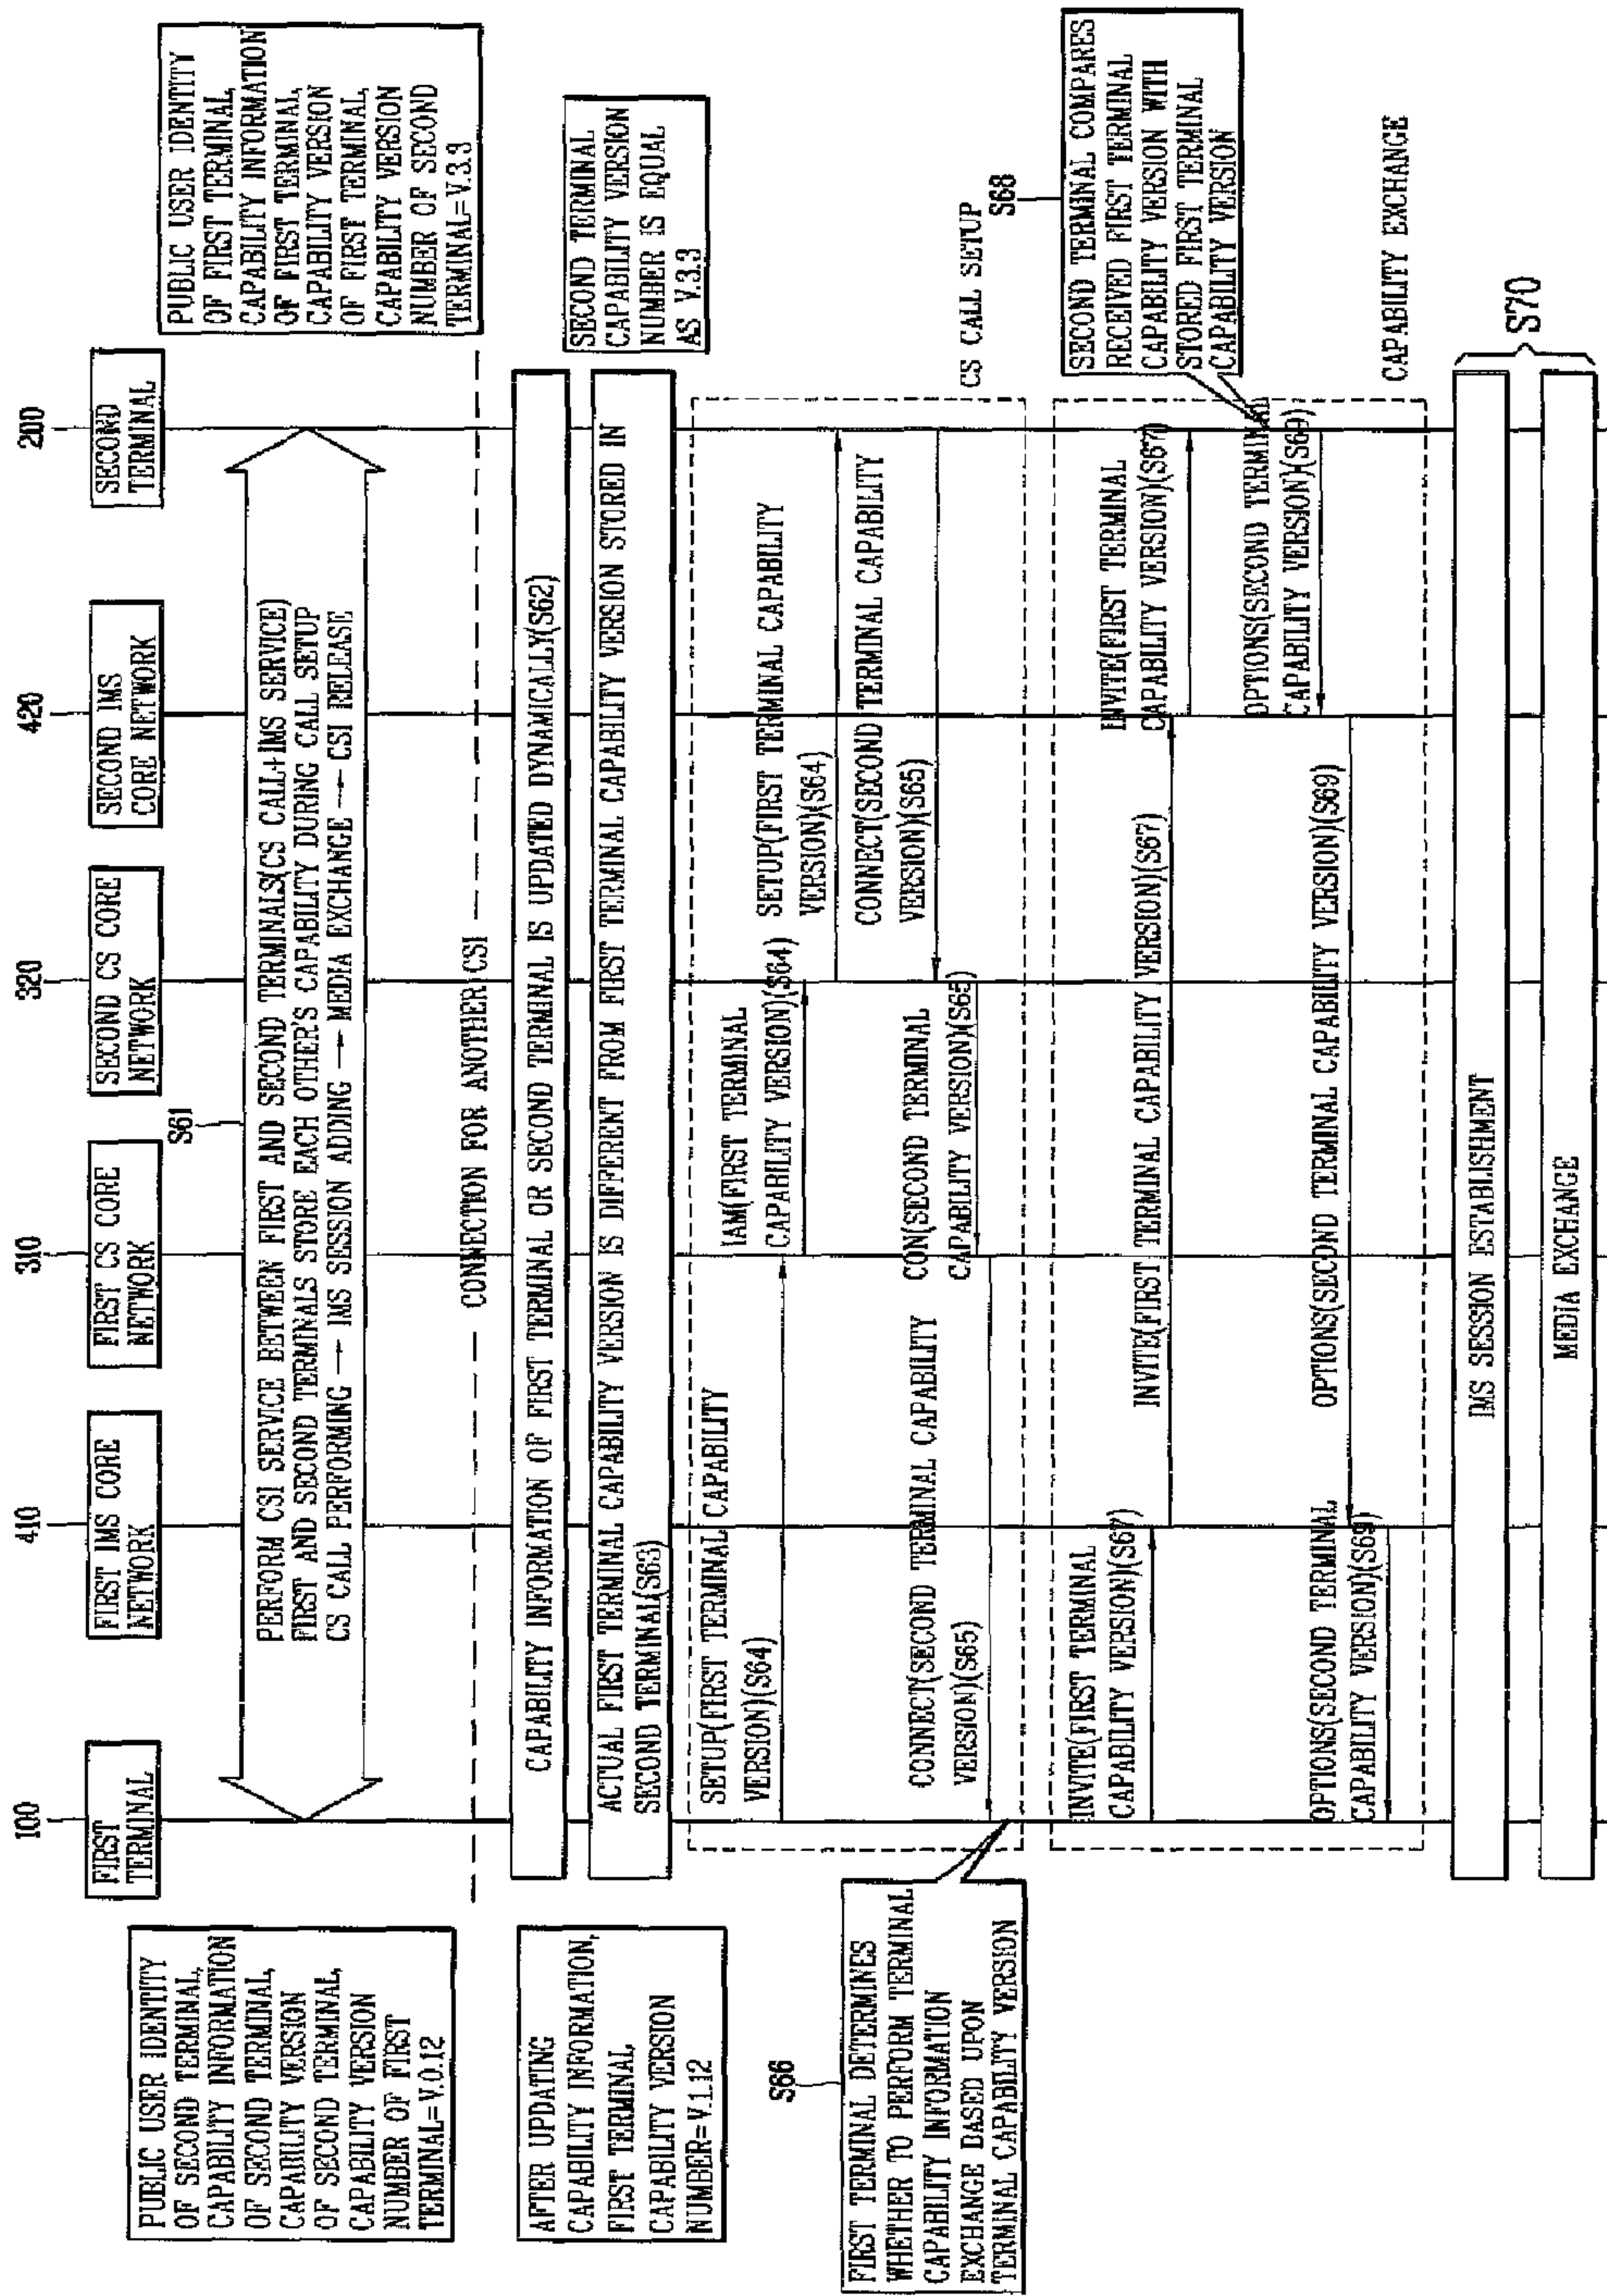 100
410
310
320
420
200
FIRST
TERMINAL
FIRST IMS CORE
NETWORK
FIRST CS CORE
NETWORK
SECOND CS CORE
NETWORK
SECOND IMS
CORE NETWORK
SECOND
TERMINAL
PUBLIC USER IDENTITY
OF SECOND TERMINAL,
CAPABILITY INFORMATION
OF SECOND TERMINAL,
CAPABILITY VERSION
OF SECOND TERMINAL,
CAPABILITY VERSION
NUMBER OF FIRST
TERMINAL=V.0.12
S61
PERFORM CSI SERVICE BETWEEN FIRST AND SECOND TERMINALS(CS CALL+IMS SERVICE)
FIRST AND SECOND TERMINALS STORE EACH OTHER'S CAPABILITY DURING CALL SETUP
CS CALL PERFORMING → IMS SESSION ADDING → MEDIA EXCHANGE → CSI RELEASE
PUBLIC USER IDENTITY
OF FIRST TERMINAL,
CAPABILITY INFORMATION
OF FIRST TERMINAL,
CAPABILITY VERSION
OF FIRST TERMINAL,
CAPABILITY VERSION
NUMBER OF SECOND
TERMINAL=V.3.3
CONNECTION FOR ANOTHER CSI
AFTER UPDATING
CAPABILITY INFORMATION,
FIRST TERMINAL
CAPABILITY VERSION
NUMBER=V.1.12
CAPABILITY INFORMATION OF FIRST TERMINAL OR SECOND TERMINAL IS UPDATED DYNAMICALLY(S62)
ACTUAL FIRST TERMINAL CAPABILITY VERSION IS DIFFERENT FROM FIRST TERMINAL CAPABILITY VERSION STORED IN
SECOND TERMINAL(S63)
SECOND TERMINAL
CAPABILITY VERSION
NUMBER IS EQUAL
AS V.3.3
SETUP(FIRST TERMINAL CAPABILITY
VERSION)(S64)
IAM(FIRST TERMINAL
CAPABILITY VERSION)(S64)
SETUP(FIRST TERMINAL CAPABILITY
VERSION)(S64)
CONNECT(SECOND TERMINAL CAPABILITY
VERSION)(S65)
CON(SECOND TERMINAL
CAPABILITY VERSION)(S65)
CONNECT(SECOND TERMINAL CAPABILITY
VERSION)(S65)
CS CALL SETUP
S66
FIRST TERMINAL DETERMINES
WHETHER TO PERFORM TERMINAL
CAPABILITY INFORMATION
EXCHANGE DASED UPON
TERMINAL CAPABILITY VERSION
S68
SECOND TERMINAL COMPARES
RECEIVED FIRST TERMINAL
CAPABILITY VERSION WITH
STORED FIRST TERMINAL
CAPABILITY VERSION
INVITE(FIRST TERMINAL
CAPABILITY VERSION)(S67)
INVITE(FIRST TERMINAL CAPABILITY VERSION)(S67)
INVITE(FIRST TERMINAL
CAPABILITY VERSION)(S67)
OPTIONS(SECOND TERMINAL
CAPABILITY VERSION)(S69)
OPTIONS(SECOND TERMINAL CAPABILITY VERSION)(S69)
OPTIONS(SECOND TERMINAL
CAPABILITY VERSION)(S69)
CAPABILITY EXCHANGE
IMS SESSION ESTABLISHMENT
MEDIA EXCHANGE
S70